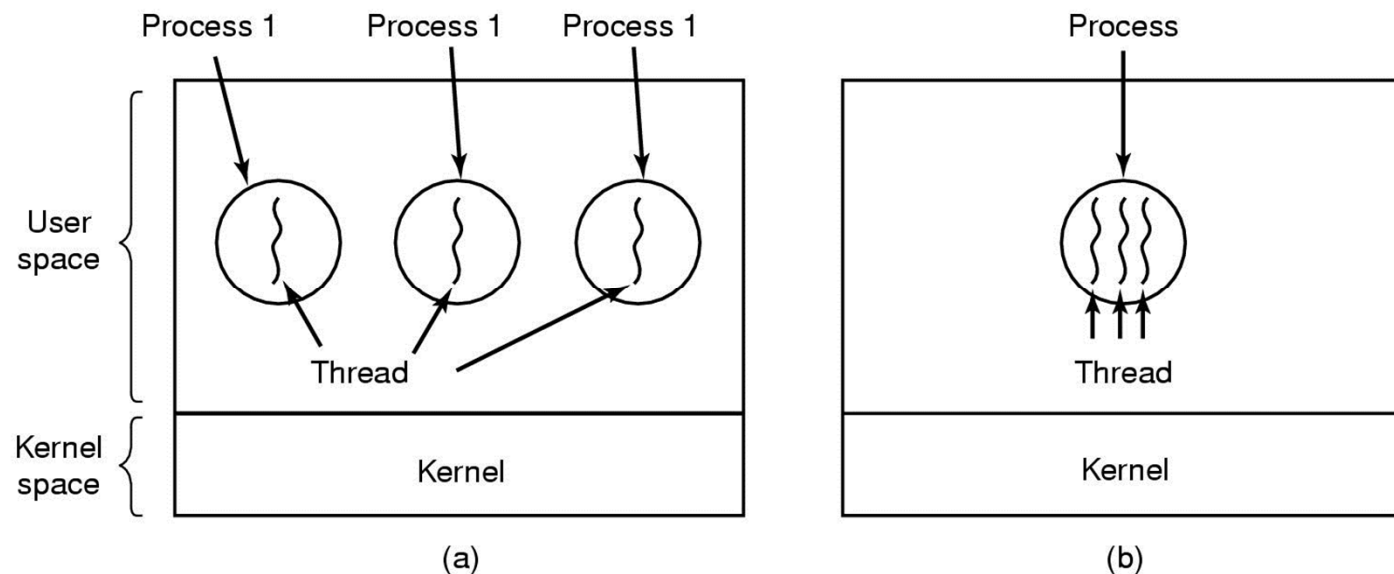 Process 1 Process 1 Process 1 Process
User
space
Thread Thread
Kernel
space
Kernel Kernel
(a) (b)